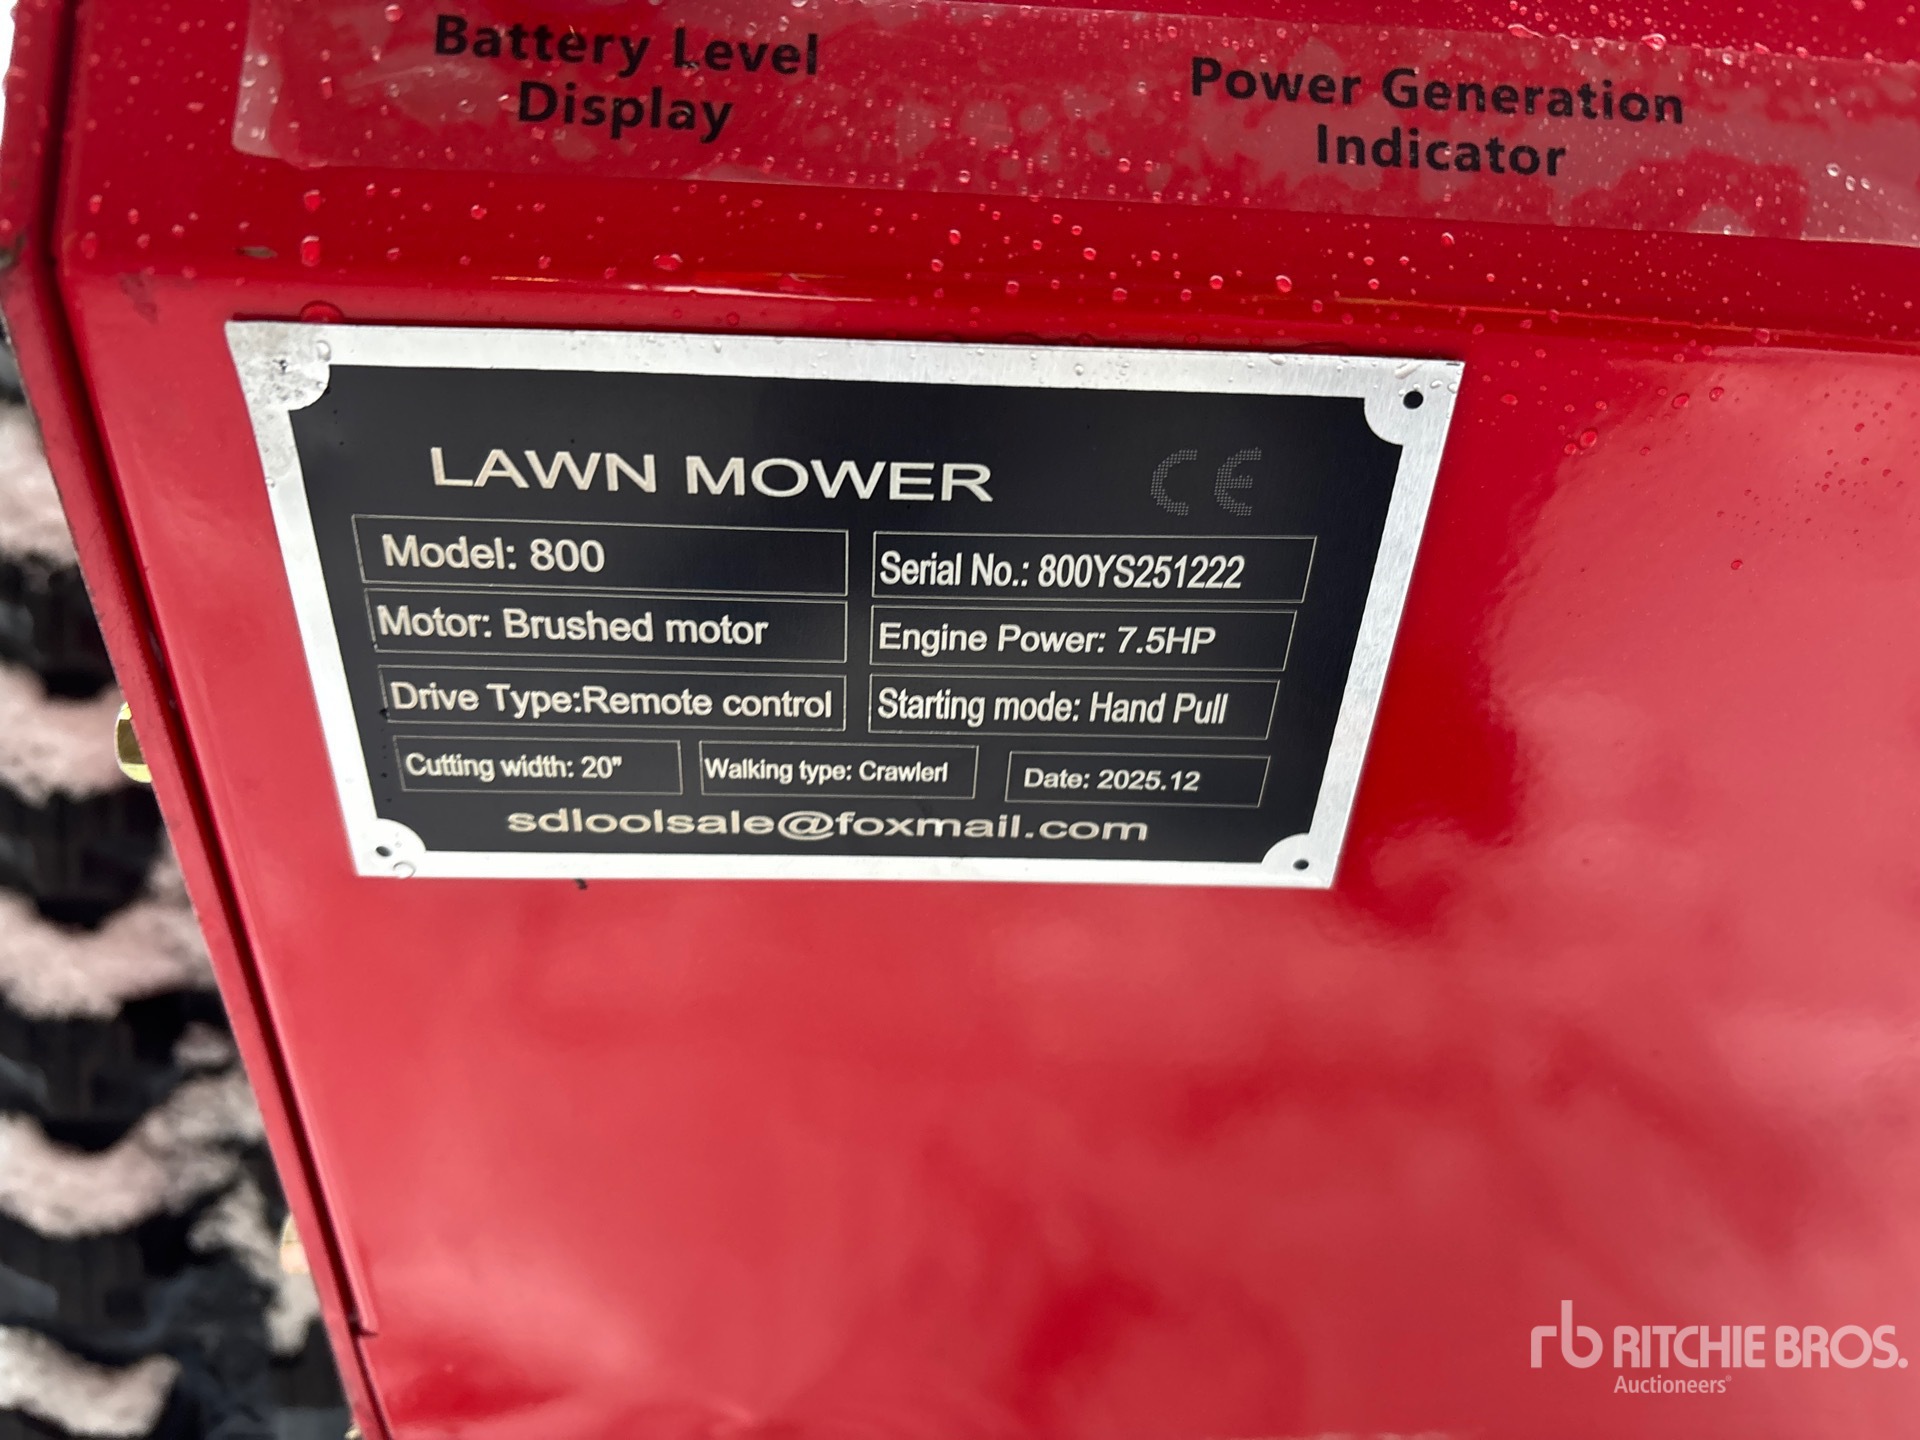 Battery Level
Display
Power Generation
Indicator
LAWN MOWER CE
Model: 800
Serial No.: 800YS251222
Motor: Brushed motor
Engine Power: 7.5HP
Drive Type:Remote control
Starting mode: Hand Pull
Cutting width: 20"
Walking type: Crawlerl
Date: 2025.12
sdloolsale@foxmail.com
rb RITCHIE BROS.
Auctioneers